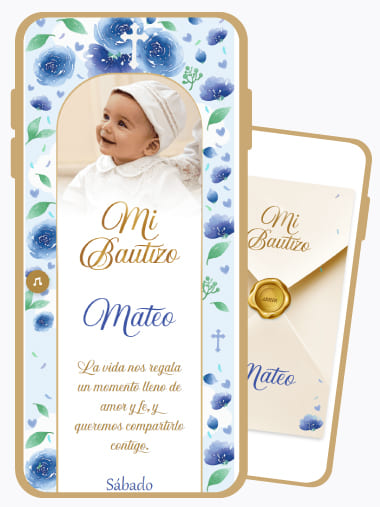 Mi
Bautizo
Mateo
La vida nos regala
un momento lleno de
amor y fe, y
queremos compartirlo
contigo.
Sábado
Mi
Bautizo
Mateo